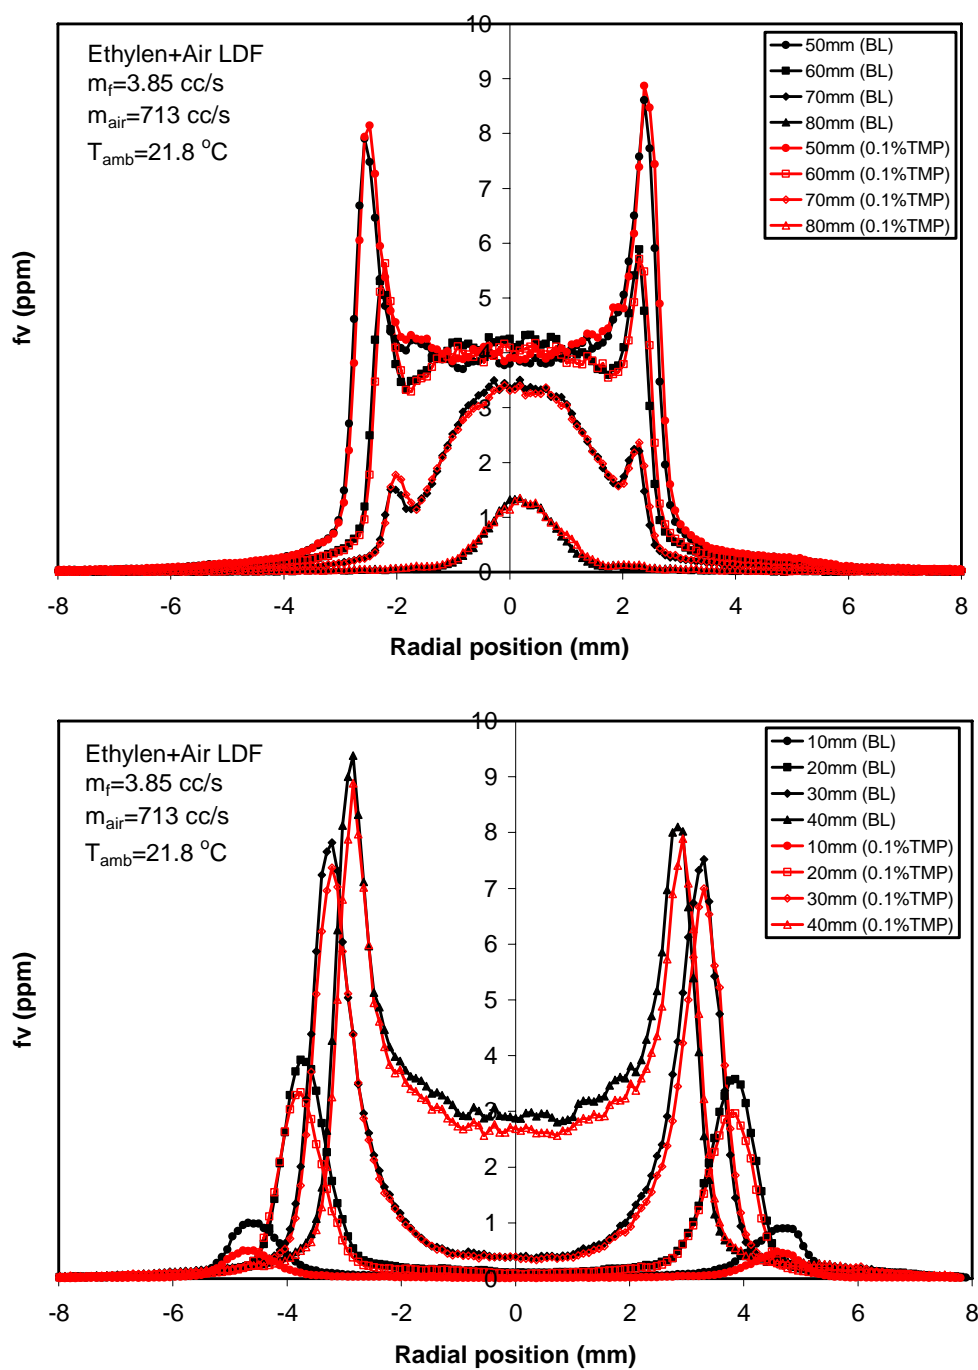 10
Ethylen+Air LDF
m_f=3.85 cc/s
m_air=713 cc/s
T_amb=21.8 °C
50mm (BL)
60mm (BL)
70mm (BL)
80mm (BL)
50mm (0.1%TMP)
60mm (0.1%TMP)
70mm (0.1%TMP)
80mm (0.1%TMP)
9
8
7
6
5
4
3
2
1
0
fv (ppm)
-8 -6 -4 -2 0 2 4 6 8
Radial position (mm)
10
Ethylen+Air LDF
m_f=3.85 cc/s
m_air=713 cc/s
T_amb=21.8 °C
10mm (BL)
20mm (BL)
30mm (BL)
40mm (BL)
10mm (0.1%TMP)
20mm (0.1%TMP)
30mm (0.1%TMP)
40mm (0.1%TMP)
9
8
7
6
5
4
3
2
1
0
fv (ppm)
-8 -6 -4 -2 0 2 4 6 8
Radial position (mm)